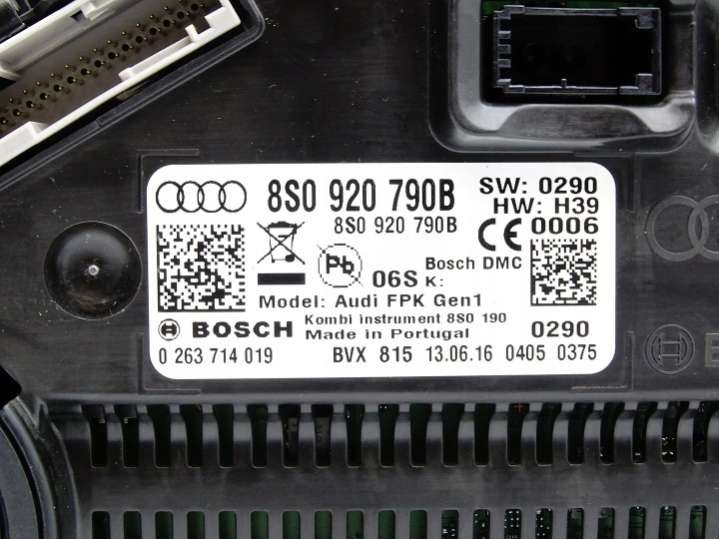 8S0 920 790B SW: 0290
HW: H39
8S0 920 790B CE 0006
Pb 06S K: Bosch DMC
Model: Audi FPK Gen1
BOSCH Kombi instrument 8S0 190
Made in Portugal 0290
0 263 714 019 BVX 815 13.06.16 0405 0375